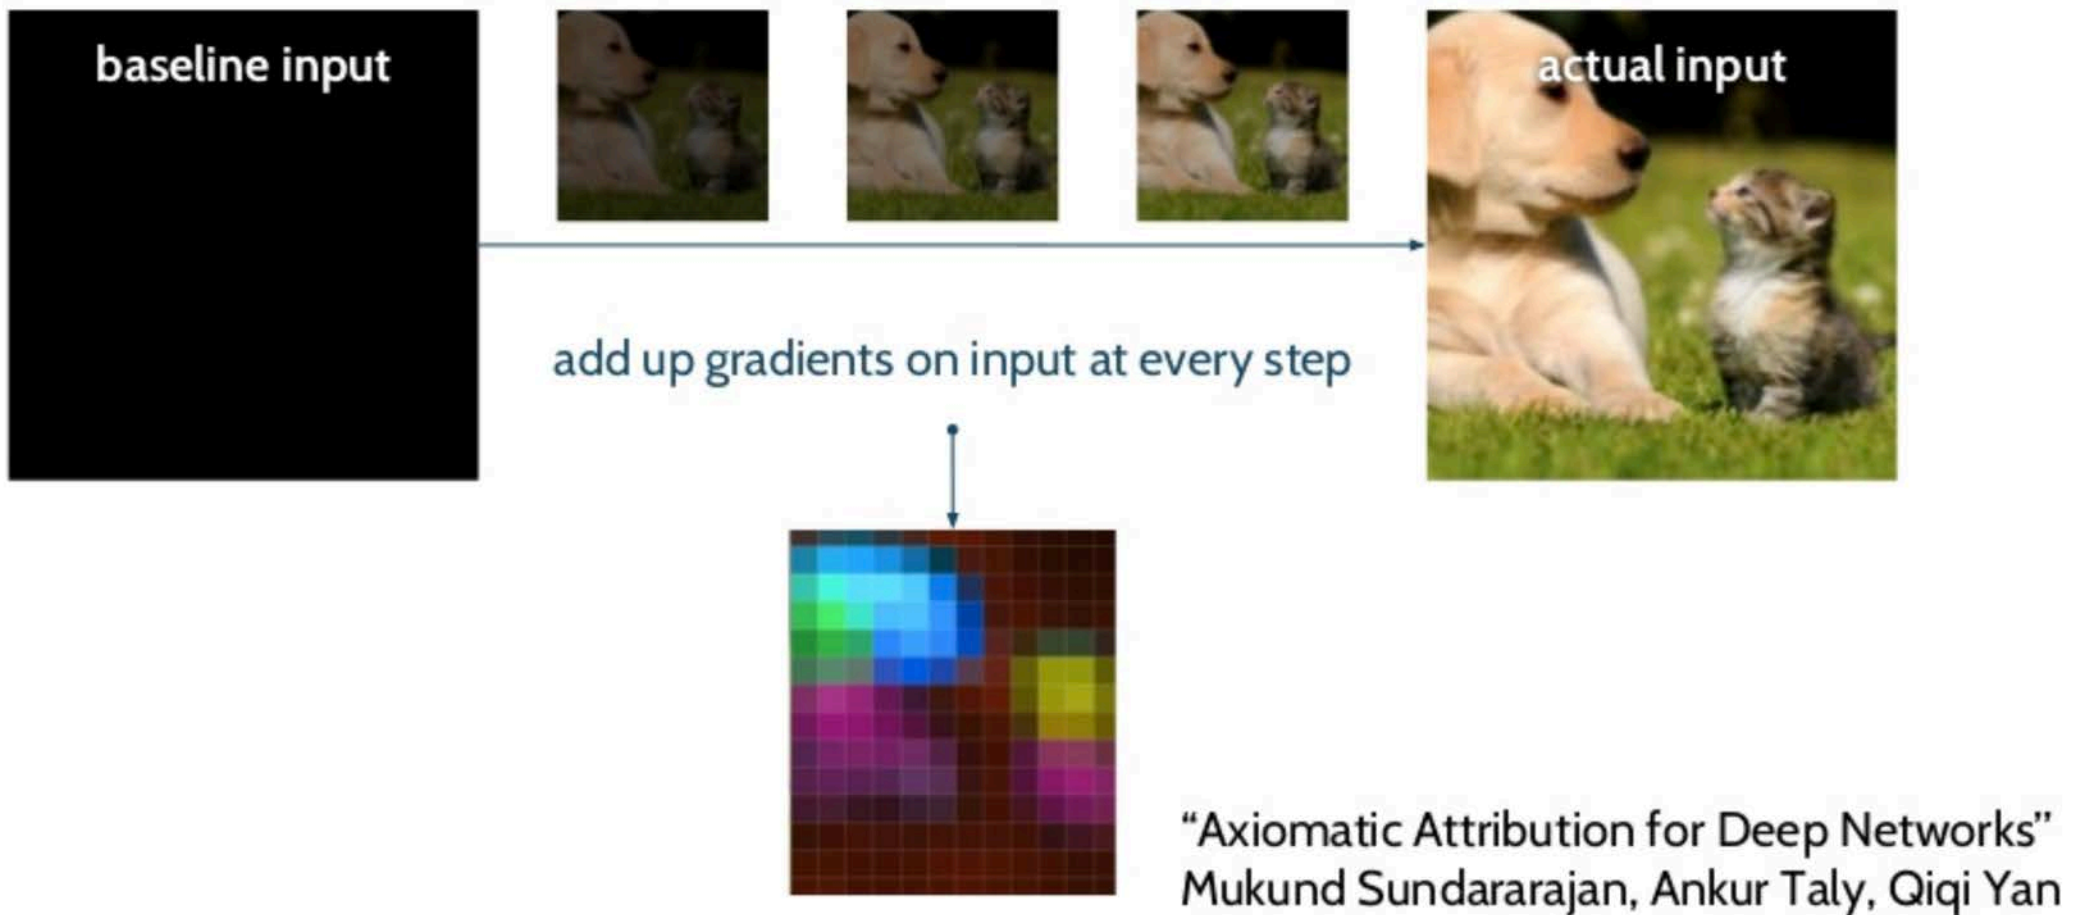 baseline input
actual input
add up gradients on input at every step
“Axiomatic Attribution for Deep Networks”
Mukund Sundararajan, Ankur Taly, Qiqi Yan